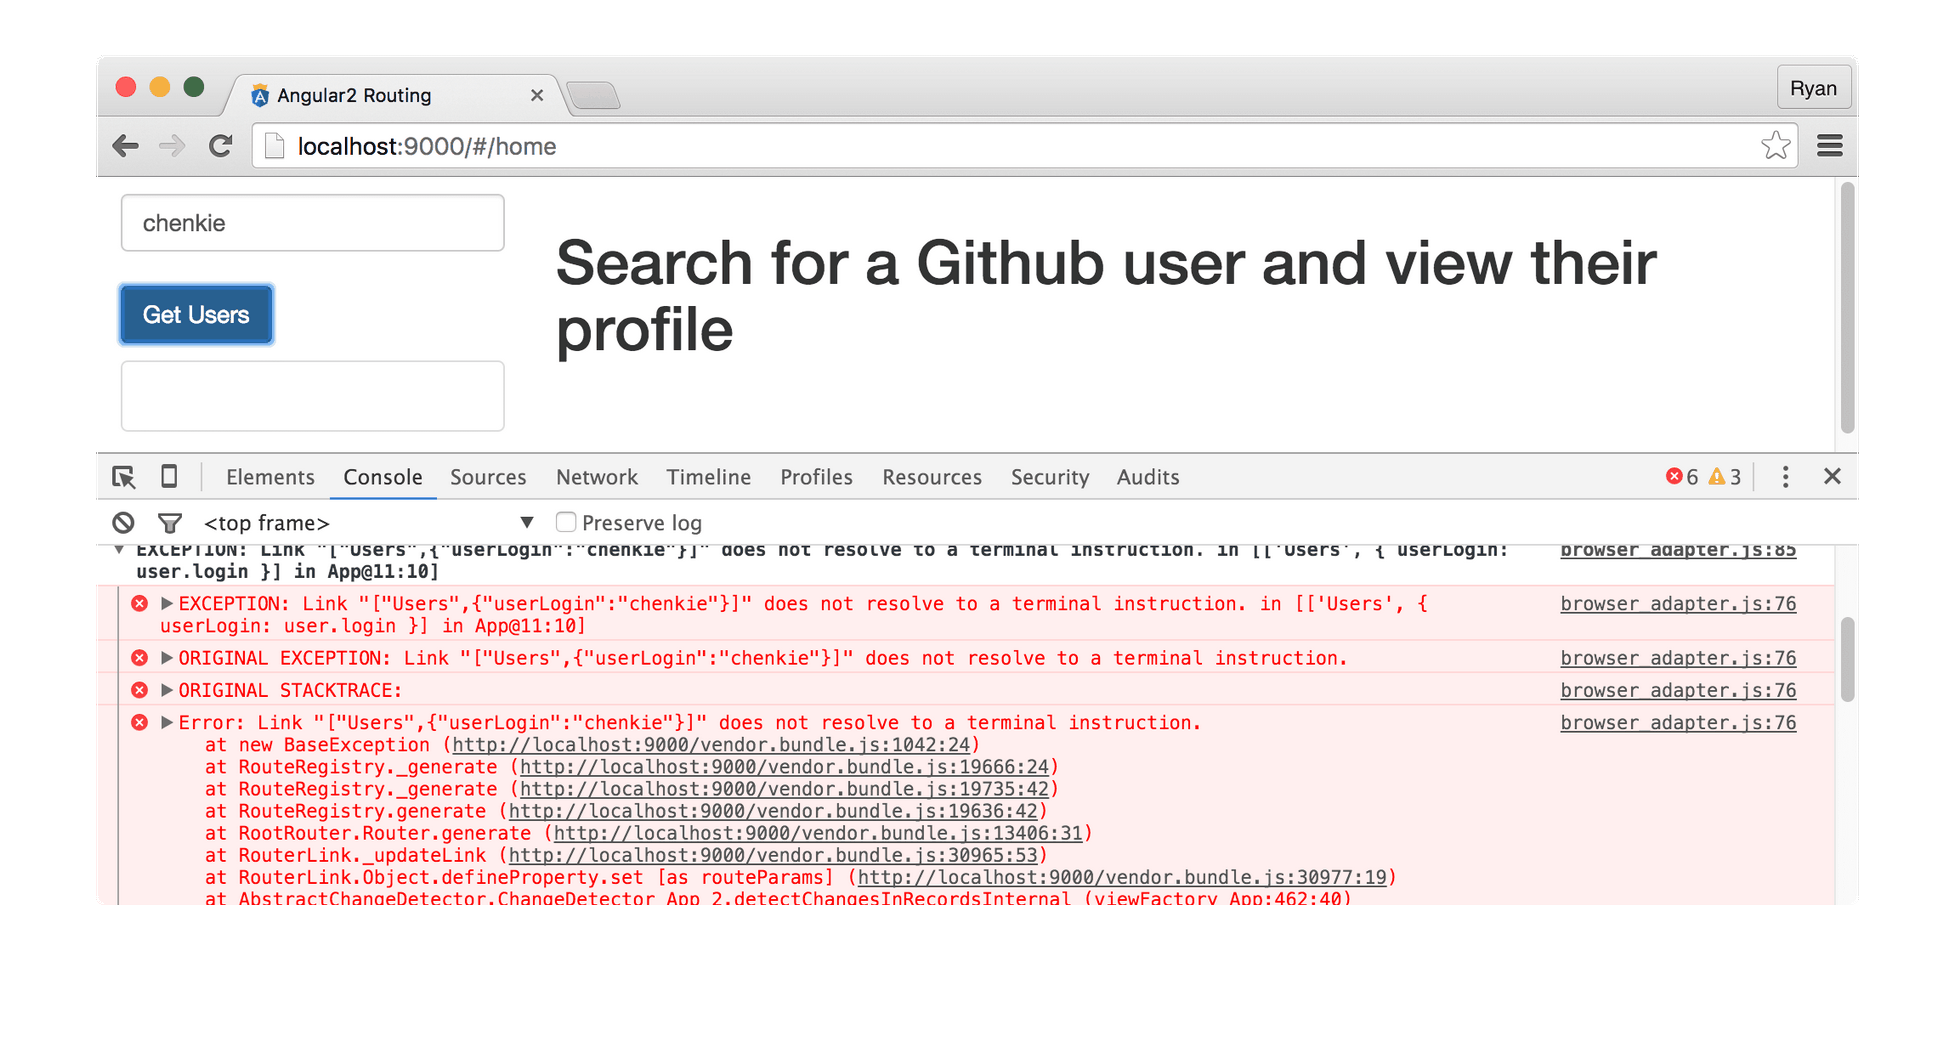 Angular2 Routing
Ryan
localhost:9000/#/home
chenkie
Search for a Github user and view their
profile
Get Users
Elements Console Sources Network Timeline Profiles Resources Security Audits 6 3
<top frame> Preserve log
EXCEPTION: Link "["Users",{"userLogin":"chenkie"}]" does not resolve to a terminal instruction. in [['Users', { userLogin: browser_adapter.js:85
user.login }] in App@11:10]
EXCEPTION: Link "["Users",{"userLogin":"chenkie"}]" does not resolve to a terminal instruction. in [['Users', { browser_adapter.js:76
userLogin: user.login }] in App@11:10]
ORIGINAL EXCEPTION: Link "["Users",{"userLogin":"chenkie"}]" does not resolve to a terminal instruction. browser_adapter.js:76
ORIGINAL STACKTRACE: browser_adapter.js:76
Error: Link "["Users",{"userLogin":"chenkie"}]" does not resolve to a terminal instruction. browser_adapter.js:76
at new BaseException (http://localhost:9000/vendor.bundle.js:1042:24)
at RouteRegistry._generate (http://localhost:9000/vendor.bundle.js:19666:24)
at RouteRegistry._generate (http://localhost:9000/vendor.bundle.js:19735:42)
at RouteRegistry.generate (http://localhost:9000/vendor.bundle.js:19636:42)
at RootRouter.Router.generate (http://localhost:9000/vendor.bundle.js:13406:31)
at RouterLink._updateLink (http://localhost:9000/vendor.bundle.js:30965:53)
at RouterLink.Object.defineProperty.set [as routeParams] (http://localhost:9000/vendor.bundle.js:30977:19)
at AbstractChangeDetector.ChangeDetector_App_2.detectChangesInRecordsInternal (viewFactory_App:462:40)